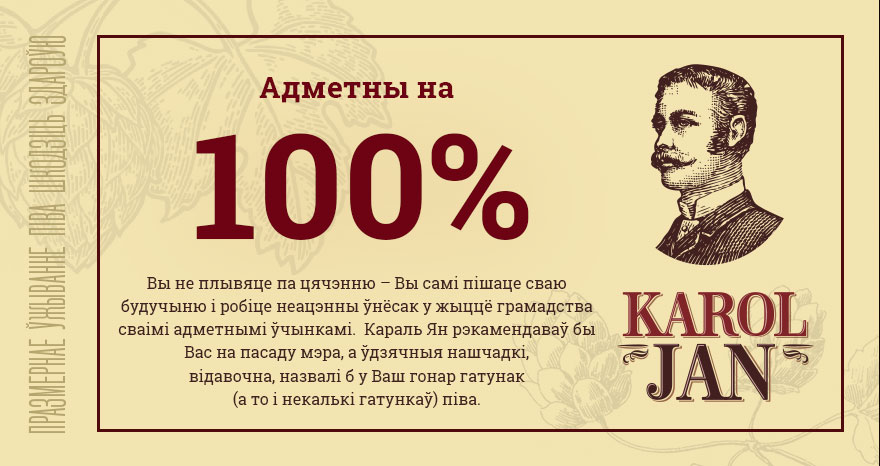 ПРАЗМЕРНАЕ ЎЖЫВАННЕ ПІВА ШКОДЗІЦЬ ЗДАРОЎЮ
Адметны на
100%
Вы не плывяце па цячэнню – Вы самі пішаце сваю
будучыню і робіце неацэнны ўнёсак у жыццё грамадства
сваімі адметнымі ўчынкамі. Караль Ян рэкамендаваў бы
Вас на пасаду мэра, а ўдзячныя нашчадкі,
відавочна, назвалі б у Ваш гонар гатунак
(а то і некалькі гатункаў) піва.
KAROL
JAN